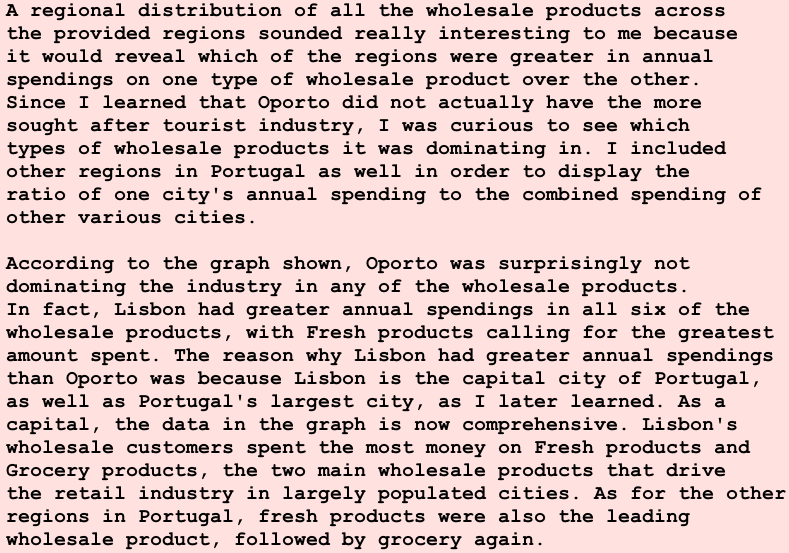 A regional distribution of all the wholesale products across
the provided regions sounded really interesting to me because
it would reveal which of the regions were greater in annual
spendings on one type of wholesale product over the other.
Since I learned that Oporto did not actually have the more
sought after tourist industry, I was curious to see which
types of wholesale products it was dominating in. I included
other regions in Portugal as well in order to display the
ratio of one city's annual spending to the combined spending of
other various cities.

According to the graph shown, Oporto was surprisingly not
dominating the industry in any of the wholesale products.
In fact, Lisbon had greater annual spendings in all six of the
wholesale products, with Fresh products calling for the greatest
amount spent. The reason why Lisbon had greater annual spendings
than Oporto was because Lisbon is the capital city of Portugal,
as well as Portugal's largest city, as I later learned. As a
capital, the data in the graph is now comprehensive. Lisbon's
wholesale customers spent the most money on Fresh products and
Grocery products, the two main wholesale products that drive
the retail industry in largely populated cities. As for the other
regions in Portugal, fresh products were also the leading
wholesale product, followed by grocery again.